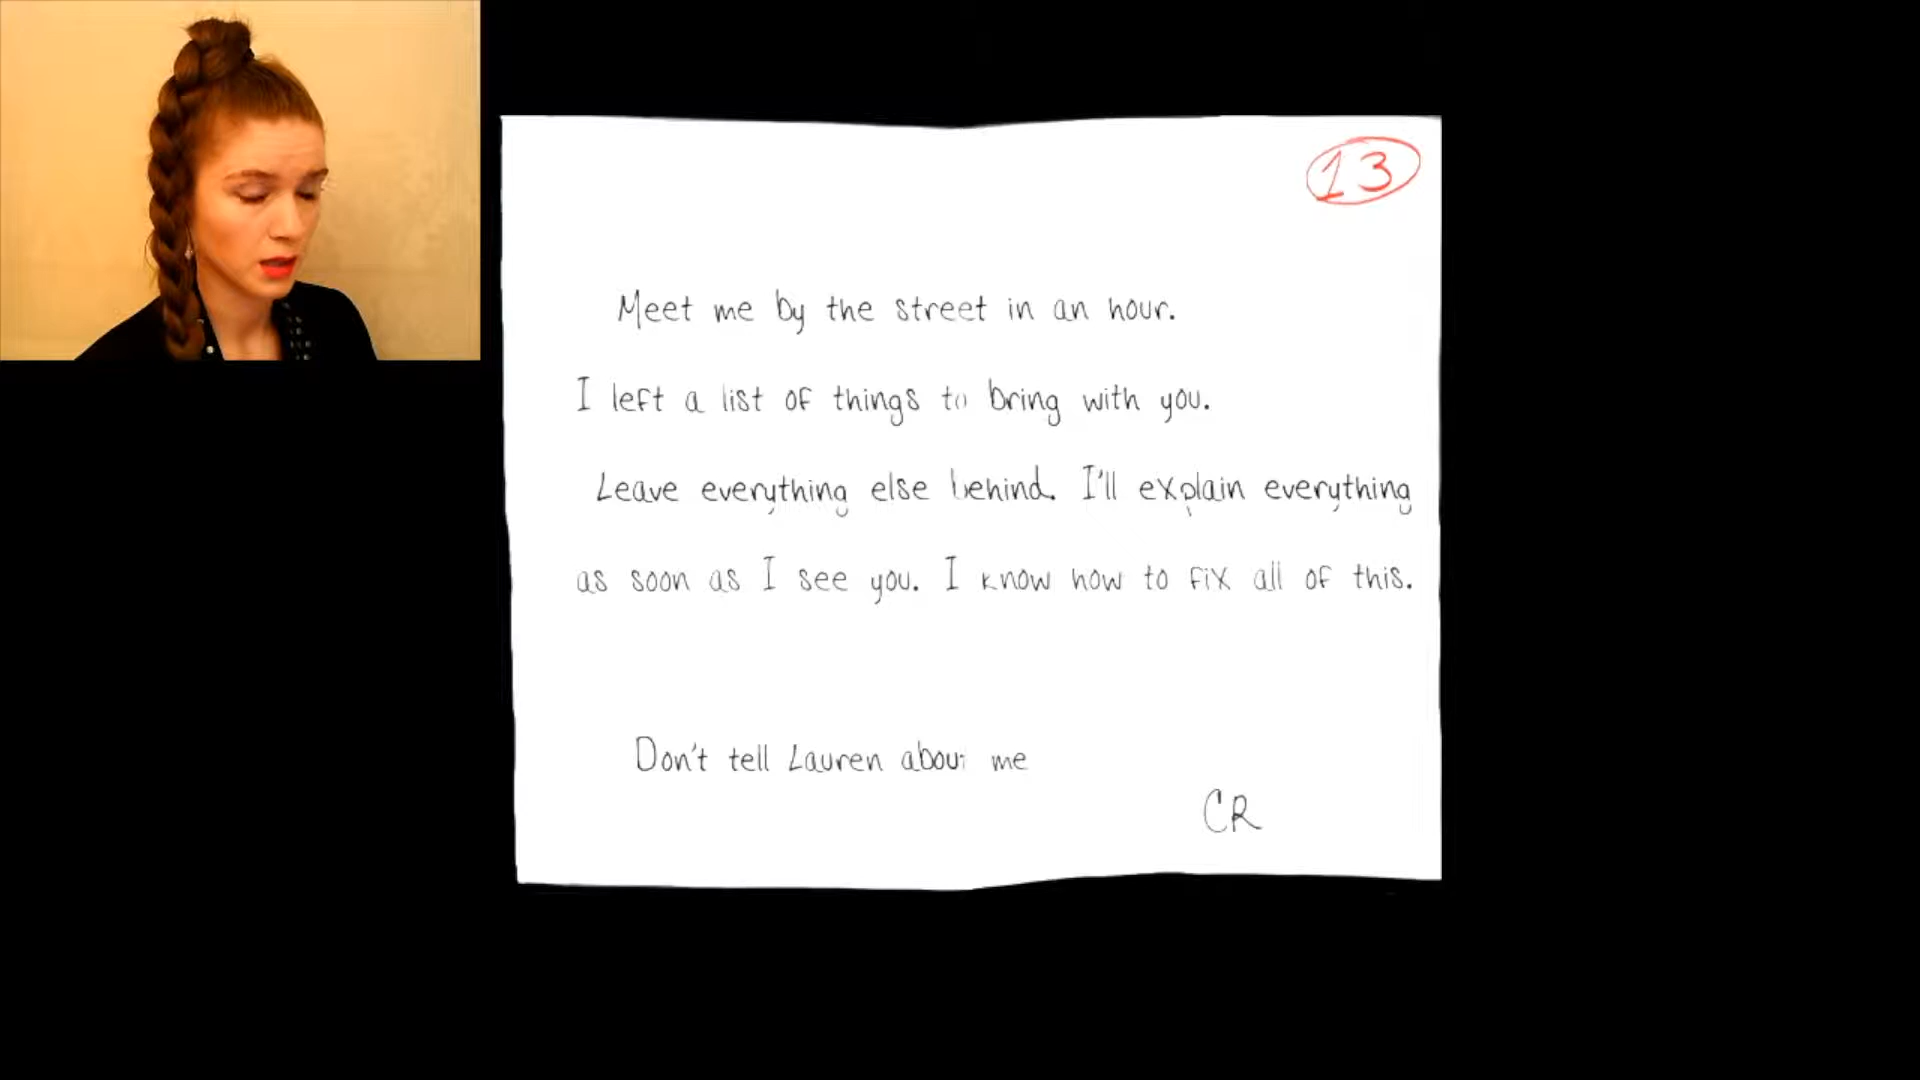 13
Meet me by the street in an hour.
I left a list of things to bring with you.
Leave everything else behind. I'll explain everything
as soon as I see you. I know how to fix all of this.
Don't tell Lauren about me
CR